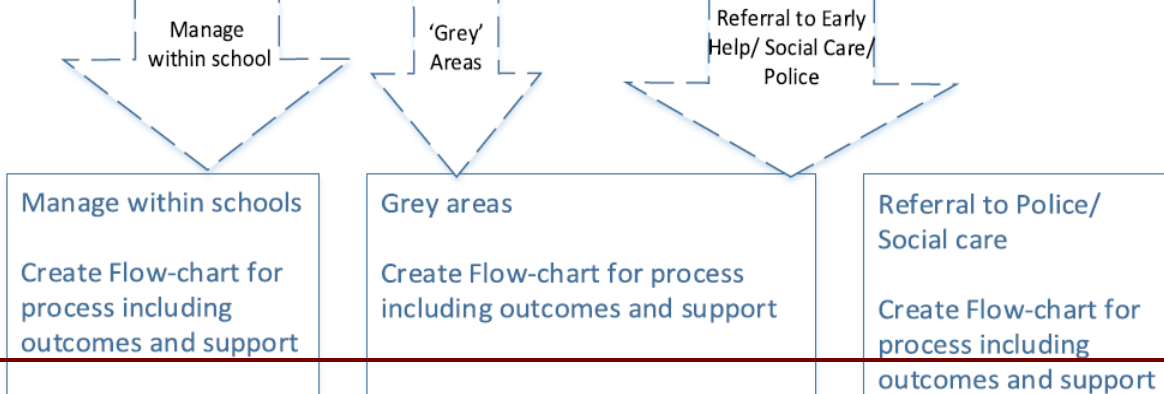 Manage
within school
‘Grey’
Areas
Referral to Early
Help/ Social Care/
Police
Manage within schools
Create Flow-chart for
process including
outcomes and support
Grey areas
Create Flow-chart for process
including outcomes and support
Referral to Police/
Social care
Create Flow-chart for
process including
outcomes and support